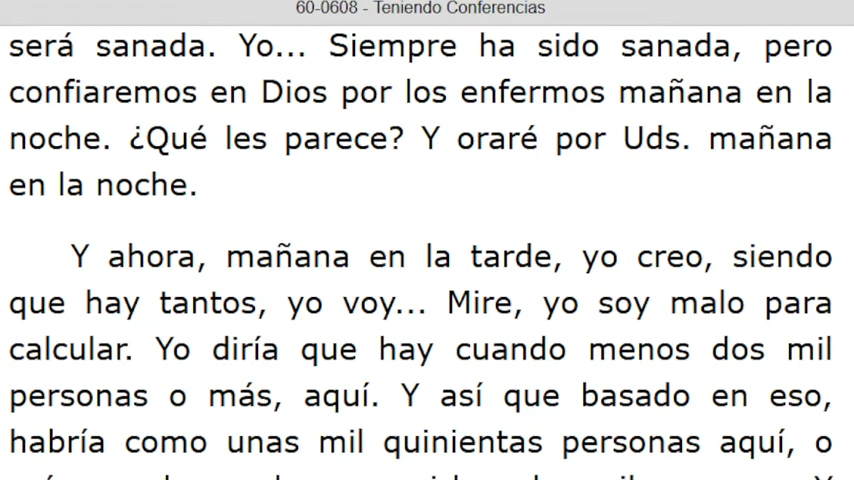 60-0608 - Teniendo Conferencias
será sanada. Yo... Siempre ha sido sanada, pero
confiaremos en Dios por los enfermos mañana en la
noche. ¿Qué les parece? Y oraré por Uds. mañana
en la noche.
Y ahora, mañana en la tarde, yo creo, siendo
que hay tantos, yo voy... Mire, yo soy malo para
calcular. Yo diría que hay cuando menos dos mil
personas o más, aquí. Y así que basado en eso,
habría como unas mil quinientas personas aquí, o